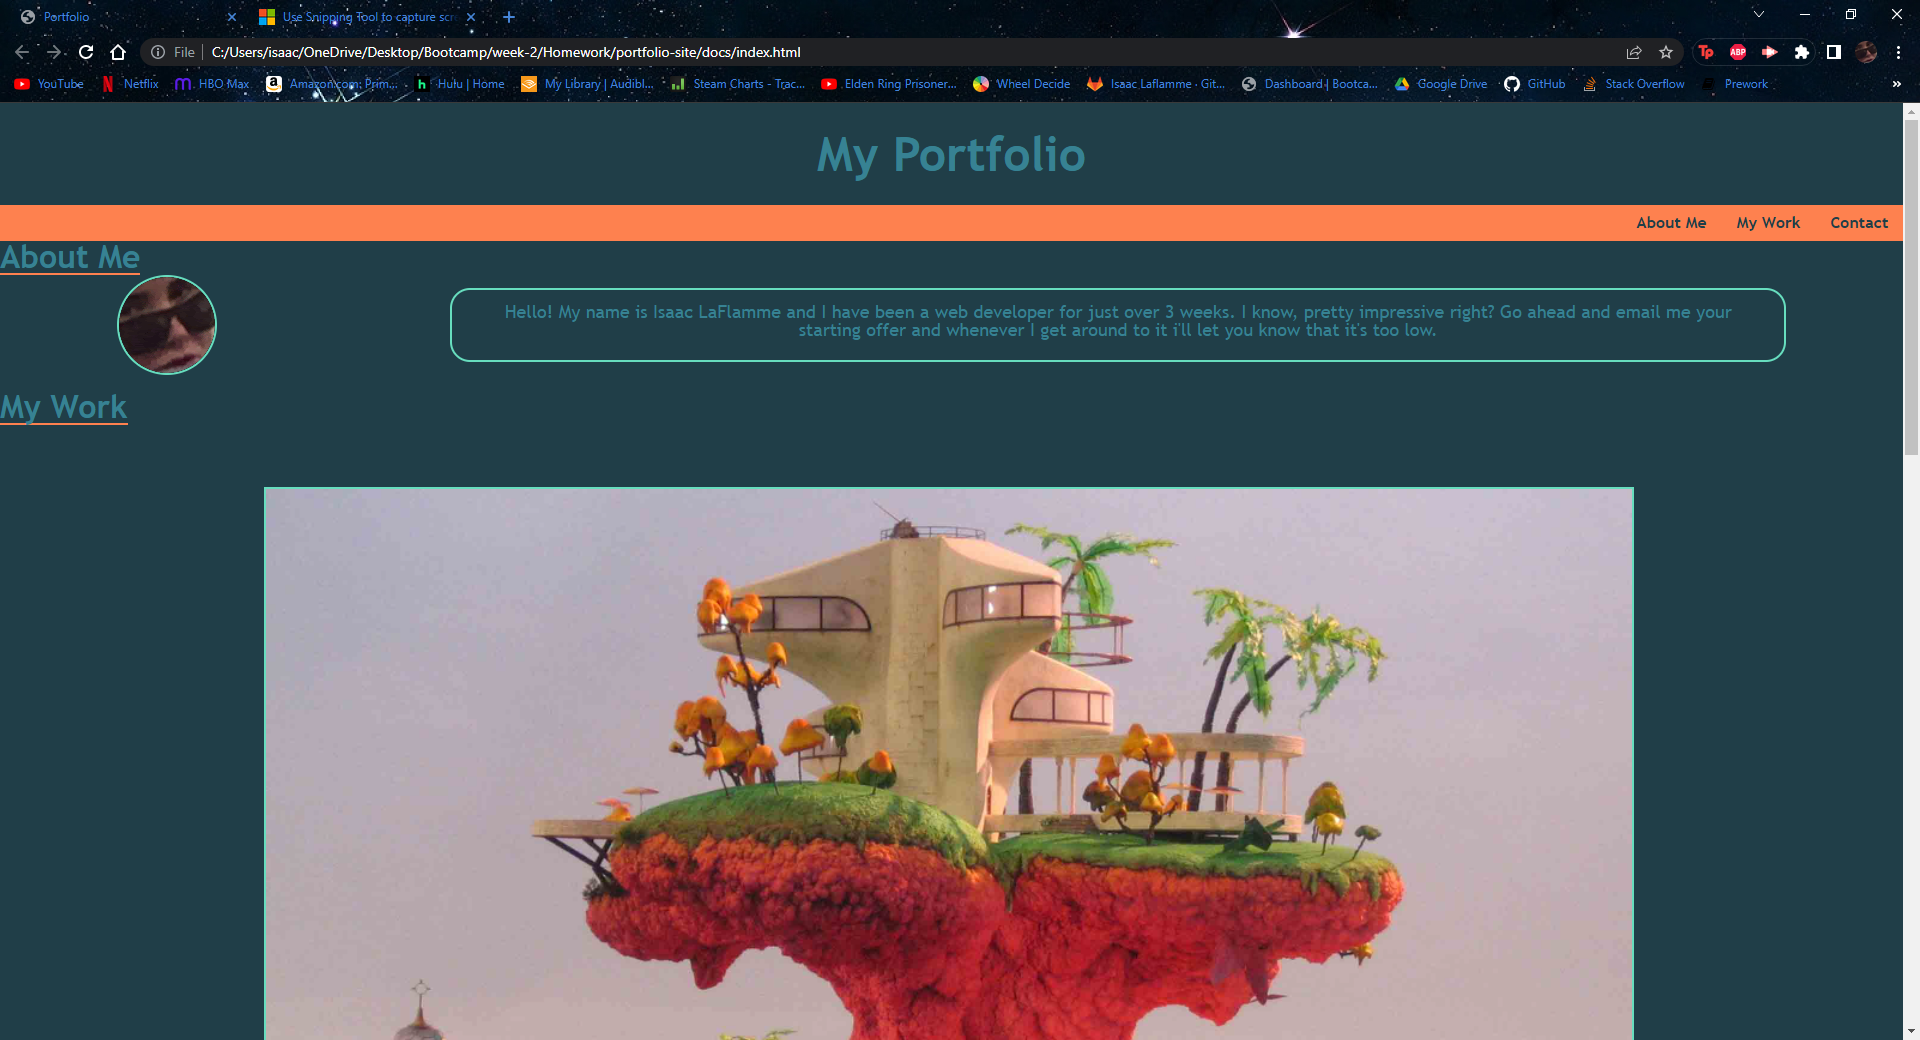 Portfolio
Use Snipping Tool to capture scre
File
C:/Users/isaac/OneDrive/Desktop/Bootcamp/week-2/Homework/portfolio-site/docs/index.html
Tp
ABP
YouTube
Netflix
HBO Max
Amazon.com: Prim...
Hulu | Home
My Library | Audibl...
Steam Charts - Trac...
Elden Ring Prisoner...
Wheel Decide
Isaac Laflamme · Git...
Dashboard | Bootca...
Google Drive
GitHub
Stack Overflow
Prework
My Portfolio
About Me
My Work
Contact
About Me
Hello! My name is Isaac LaFlamme and I have been a web developer for just over 3 weeks. I know, pretty impressive right? Go ahead and email me your
starting offer and whenever I get around to it i'll let you know that it's too low.
My Work